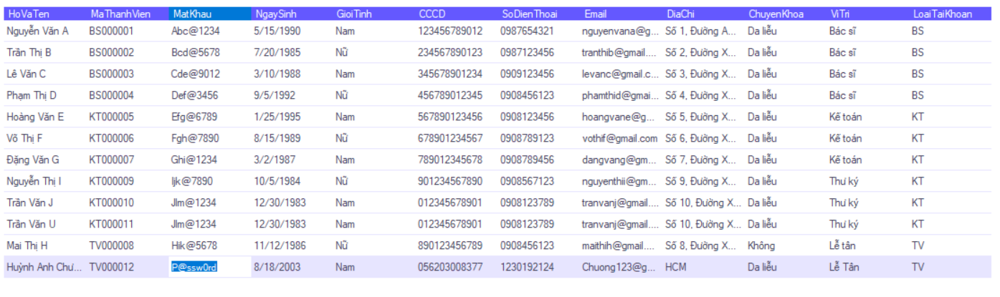 HoVaTen MaThanhVien MatKhau NgaySinh GioiTinh CCCD SoDienThoai Email DiaChi ChuyenKhoa ViTri LoaiTaiKhoan
Nguyễn Văn A BS000001 Abc@1234 5/15/1990 Nam 123456789012 0987654321 nguyenvana@g... Số 1, Đường A... Da liễu Bác sĩ BS
Trần Thị B BS000002 Bcd@5678 7/20/1985 Nữ 234567890123 0987123456 tranthib@gmail.... Số 2, Đường X... Da liễu Bác sĩ BS
Lê Văn C BS000003 Cde@9012 3/10/1988 Nam 345678901234 0909123456 levanc@gmail.c... Số 3, Đường X... Da liễu Bác sĩ BS
Phạm Thị D BS000004 Def@3456 9/5/1992 Nữ 456789012345 0908456123 phamthid@gmai... Số 4, Đường X... Da liễu Bác sĩ BS
Hoàng Văn E KT000005 Efg@6789 1/25/1995 Nam 567890123456 0908123456 hoangvane@g... Số 5, Đường X... Da liễu Kế toán KT
Võ Thị F KT000006 Fgh@7890 8/15/1989 Nữ 678901234567 0908789123 vothif@gmail.com Số 6, Đường X... Da liễu Kế toán KT
Đặng Văn G KT000007 Ghi@1234 3/2/1987 Nam 789012345678 0908789456 dangvang@gm... Số 7, Đường X... Da liễu Kế toán KT
Nguyễn Thị I KT000009 Ijk@7890 10/5/1984 Nữ 901234567890 0908567123 nguyenthii@gm... Số 9, Đường X... Da liễu Thư ký KT
Trần Văn J KT000010 Jlm@1234 12/30/1983 Nam 012345678901 0908123789 tranvanj@gmail.... Số 10, Đường X... Da liễu Thư ký KT
Trần Văn U KT000011 Jlm@1234 12/30/1983 Nam 012345678901 0908123789 tranvanj@gmail.... Số 10, Đường X... Da liễu Thư ký KT
Mai Thị H TV000008 Hik@5678 11/12/1986 Nữ 890123456789 0908456123 maithih@gmail.... Số 8, Đường X... Không Lễ tân TV
Huỳnh Anh Chư... TV000012 P@ssw0rd 8/18/2003 Nam 056203008377 1230192124 Chuong123@g... HCM Da liễu Lễ Tân TV